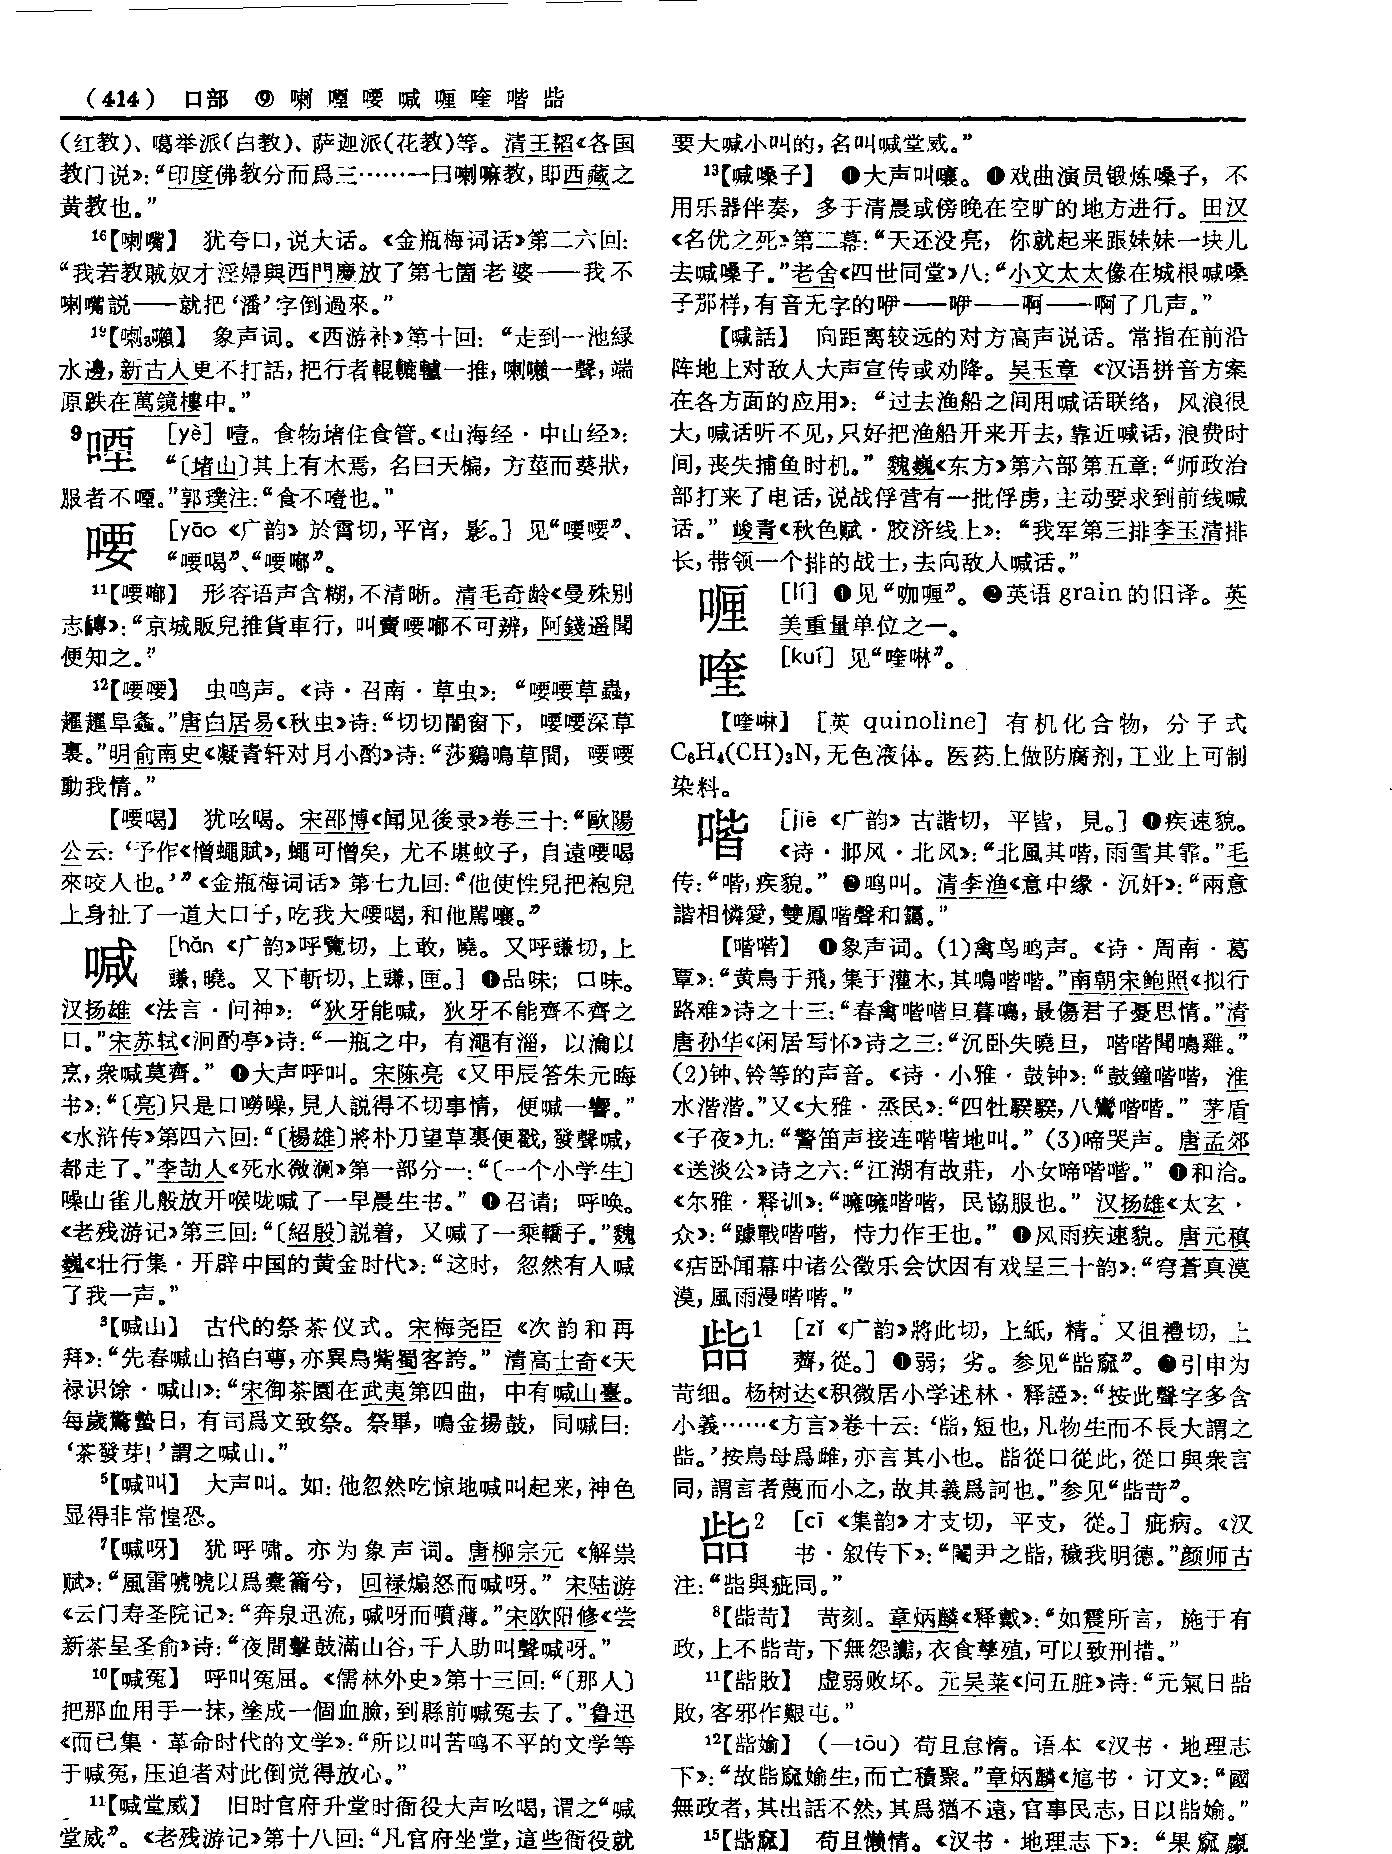 (414) 口部 ⑨ 喇 㗌 喓 喊 喱 喹 喈 呰
(红教)、噶举派(白教)、萨迦派(花教)等。清王韬《各国
教门说》：“印度佛教分而爲三……一曰喇嘛教，即西藏之
黄教也。”
16【喇嘴】 犹夸口，说大话。《金瓶梅词话》第二六回：
“我若教贼奴才淫婦與西門慶放了第七箇老婆——我不
喇嘴説——就把‘潘’字倒過來。”
19【喇₃嚪】 象声词。《西游补》第十回： “走到一池緑
水邊，新古人更不打話，把行者輥轆轤一推，喇一聲，端
原跌在萬鏡樓中。”
9 㗌 [yè] 噎。食物堵住食管。《山海经·中山经》：
“〔堵山〕其上有木焉，名曰天楄，方莖而葵狀，
服者不㗌。”郭璞注：“食不噎也。”
喓 [yāo 《广韵》於霄切，平宵，影。] 见“喓喓”、
“喓喝”、“喓嘟”。
11【喓嘟】 形容语声含糊，不清晰。清毛奇龄《曼殊别
志》：“京城販兒推貨車行，叫賣喓嘟不可辨，阿錢遥聞
便知之。”
12【喓喓】 虫鸣声。《诗·召南·草虫》： “喓喓草蟲，
趯趯阜螽。”唐白居易《秋虫》诗：“切切闇窗下， 喓喓深草
裏。”明俞南史《凝青轩对月小酌》诗：“莎鷄鳴草間， 喓喓
動我情。”
【喓喝】 犹吆喝。宋邵博《闻见後录》卷三十：“歐陽
公云：‘予作《憎蠅賦》，蠅可憎矣，尤不堪蚊子，自遠喓喝
來咬人也。’”《金瓶梅词话》第七九回：“他使性兒把袍兒
上身扯了一道大口子，吃我大喓喝，和他駡嚷。”
喊 [hǎn 《广韵》呼覽切，上敢，曉。又呼豏切，上
豏，曉。又下斬切，上豏，匣。] ❶品味；口味。
汉扬雄《法言·问神》： “狄牙能喊， 狄牙不能齊不齊之
口。”宋苏轼《泂酌亭》诗：“一瓶之中，有澠有淄，以瀹以
烹，衆喊莫齊。” ❷大声呼叫。宋陈亮《又甲辰答朱元晦
书》：“〔亮〕只是口嘮噪，見人説得不切事情，便喊一響。”
《水浒传》第四六回：“〔楊雄〕將朴刀望草裏便戳，發聲喊，
都走了。”李劼人《死水微澜》第一部分一：“〔一个小学生〕
噪山雀儿般放开喉咙喊了一早晨生书。” ❸召请；呼唤。
《老残游记》第三回：“〔紹殷〕説着，又喊了一乘轎子。”魏
巍《壮行集·开辟中国的黄金时代》：“这时，忽然有人喊
了我一声。”
3【喊山】 古代的祭茶仪式。宋梅尧臣《次韵和再
拜》：“先春喊山掐白蕚，亦異鳥觜蜀客誇。” 清高士奇《天
禄识馀·喊山》：“宋御茶園在武夷第四曲，中有喊山臺。
每歲驚蟄日，有司爲文致祭。祭畢，鳴金揚鼓，同喊曰：
‘茶發芽！’謂之喊山。”
5【喊叫】 大声叫。如：他忽然吃惊地喊叫起来，神色
显得非常惶恐。
7【喊呀】 犹呼啸。亦为象声词。唐柳宗元《解祟
赋》：“風雷唬唬以爲橐籥兮，回禄煽怒而喊呀。” 宋陆游
《云门寿圣院记》：“奔泉迅流，喊呀而噴薄。”宋欧阳修《尝
新茶呈圣俞》诗：“夜間擊鼓滿山谷，千人助叫聲喊呀。”
10【喊冤】 呼叫冤屈。《儒林外史》第十三回：“〔那人〕
把那血用手一抹，塗成一個血臉，到縣前喊冤去了。”鲁迅
《而已集·革命时代的文学》：“所以叫苦鸣不平的文学等
于喊冤，压迫者对此倒觉得放心。”
11【喊堂威】 旧时官府升堂时衙役大声吆喝，谓之“喊
堂威”。《老残游记》第十八回：“凡官府坐堂，這些衙役就
要大喊小叫的，名叫喊堂威。”
13【喊嗓子】 ❶大声叫嚷。❷戏曲演员锻炼嗓子，不
用乐器伴奏，多于清晨或傍晚在空旷的地方进行。田汉
《名优之死》第二幕：“天还没亮，你就起来跟妹妹一块儿
去喊嗓子。”老舍《四世同堂》八：“小文太太像在城根喊嗓
子那样，有音无字的咿——咿——啊——啊了几声。”
【喊話】 向距离较远的对方高声说话。常指在前沿
阵地上对敌人大声宣传或劝降。吴玉章《汉语拼音方案
在各方面的应用》： “过去渔船之间用喊话联络，风浪很
大，喊话听不见，只好把渔船开来开去，靠近喊话，浪费时
间，丧失捕鱼时机。” 魏巍《东方》第六部第五章：“师政治
部打来了电话，说战俘营有一批俘虏，主动要求到前线喊
话。” 峻青《秋色赋·胶济线上》： “我军第三排李玉清排
长，带领一个排的战士，去向敌人喊话。”
喱 [lí] ❶见“咖喱”。❷英语grain的旧译。英
美重量单位之一。
喹 [kuí] 见“喹啉”。
【喹啉】 [英 quinoline] 有机化合物，分子式
C₆H₄(CH)₃N，无色液体。医药上做防腐剂，工业上可制
染料。
喈 [jiē 《广韵》古諧切，平皆，見。] ❶疾速貌。
《诗·邶风·北风》：“北風其喈，雨雪其霏。”毛
传：“喈，疾貌。” ❷鸣叫。清李渔《意中缘·沉奸》：“兩意
諧相憐愛，雙鳳喈聲和靄。”
【喈喈】 ❶象声词。(1)禽鸟鸣声。《诗·周南·葛
覃》：“黄鳥于飛，集于灌木，其鳴喈喈。”南朝宋鲍照《拟行
路难》诗之十三：“春禽喈喈旦暮鳴，最傷君子憂思情。”清
唐孙华《闲居写怀》诗之三：“沉卧失曉旦， 喈喈聞鳴雞。”
(2)钟、铃等的声音。《诗·小雅·鼓钟》：“鼓鐘喈喈， 淮
水湝湝。”又《大雅·烝民》：“四牡騤騤，八鸞喈喈。” 茅盾
《子夜》九：“警笛声接连喈喈地叫。” (3)啼哭声。唐孟郊
《送淡公》诗之六：“江湖有故莊，小女啼喈喈。” ❷和洽。
《尔雅·释训》：“噰噰喈喈，民協服也。” 汉扬雄《太玄·
众》：“躆戰喈喈，恃力作王也。” ❸风雨疾速貌。唐元稹
《店卧闻幕中诸公徵乐会饮因有戏呈三十韵》：“穹蒼真漠
漠，風雨漫喈喈。”
呰1 [zǐ 《广韵》將此切，上紙，精。又徂禮切，上
薺，從。] ❶弱；劣。参见“呰窳”。❷引申为
苛细。杨树达《积微居小学述林·释䛐》：“按此聲字多含
小義……《方言》卷十云：‘呰，短也，凡物生而不長大謂之
呰。’按鳥母爲雌，亦言其小也。呰從口從此，從口與衆言
同，謂言者蔑而小之，故其義爲訶也。”参见“呰苛”。
呰2 [cī 《集韵》才支切，平支，從。] 疵病。《汉
书·叙传下》：“閹尹之呰，穢我明德。”颜师古
注：“呰與疵同。”
8【呰苛】 苛刻。章炳麟《释戴》：“如震所言，施于有
政，上不呰苛，下無怨讟，衣食孳殖，可以致刑措。”
11【呰敗】 虚弱败坏。元吴莱《问五脏》诗：“元氣日呰
敗，客邪作艱屯。”
12【呰媮】 (—tōu) 苟且怠惰。语本《汉书·地理志
下》：“故呰窳媮生，而亡積聚。”章炳麟《訄书·订文》：“國
無政者，其出話不然，其爲猶不遠，官事民志，日以呰媮。”
15【呰窳】 苟且懒惰。《汉书·地理志下》： “果窳